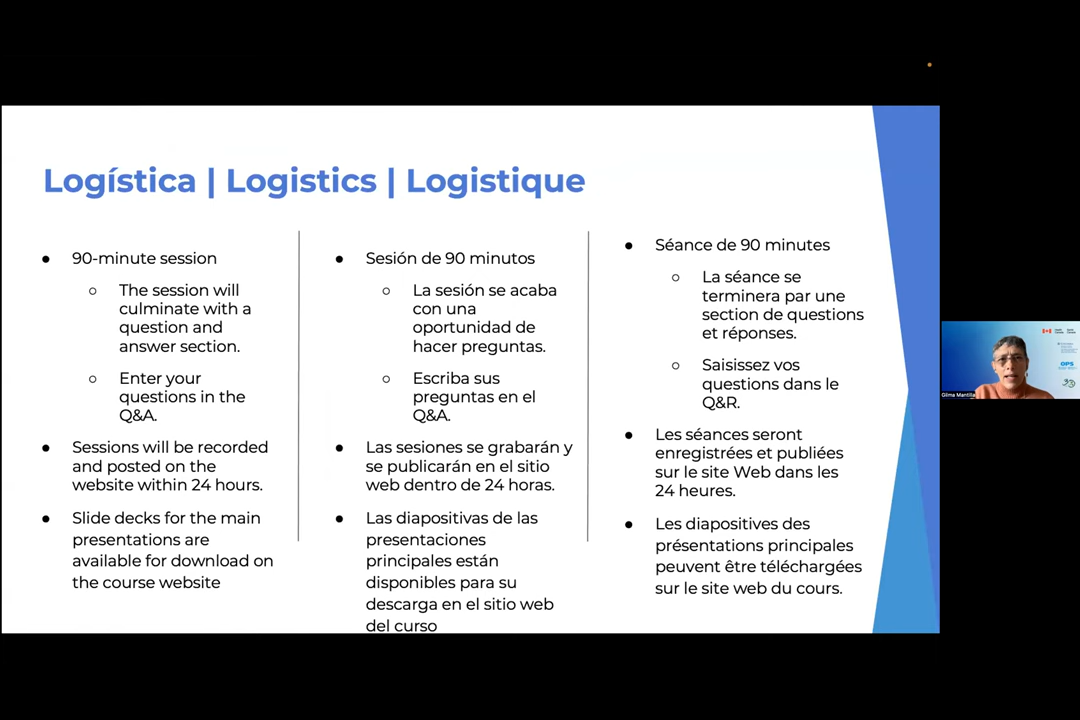 Logística | Logistics | Logistique
● 90-minute session
○ The session will
culminate with a
question and
answer section.
○ Enter your
questions in the
Q&A.
● Sessions will be recorded
and posted on the
website within 24 hours.
● Slide decks for the main
presentations are
available for download on
the course website
● Sesión de 90 minutos
○ La sesión se acaba
con una
oportunidad de
hacer preguntas.
○ Escriba sus
preguntas en el
Q&A.
● Las sesiones se grabarán y
se publicarán en el sitio
web dentro de 24 horas.
● Las diapositivas de las
presentaciones
principales están
disponibles para su
descarga en el sitio web
del curso
● Séance de 90 minutes
○ La séance se
terminera par une
section de questions
et réponses.
○ Saisissez vos
questions dans le
Q&R.
● Les séances seront
enregistrées et publiées
sur le site Web dans les
24 heures.
● Les diapositives des
présentations principales
peuvent être téléchargées
sur le site web du cours.
OPS
Gilma Mantilla